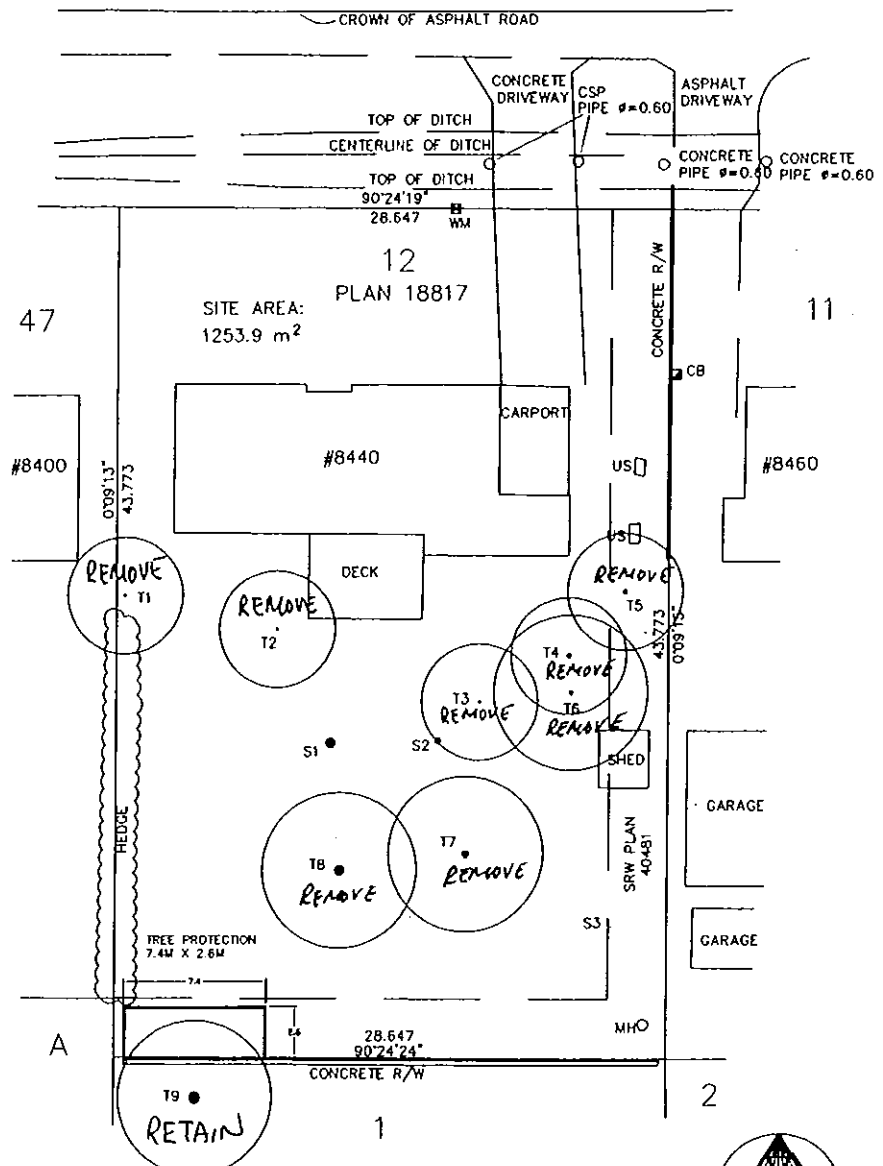 CROWN OF ASPHALT ROAD
CONCRETE
DRIVEWAY
CSP
PIPE ø=0.60
ASPHALT
DRIVEWAY
TOP OF DITCH
CENTERLINE OF DITCH
TOP OF DITCH
CONCRETE
PIPE ø=0.60
CONCRETE
PIPE ø=0.60
90°24'19"
28.647
WM
12
PLAN 18817
SITE AREA:
1253.9 m²
47
11
CONCRETE R/W
CB
CARPORT
#8400
0°09'13"
43.773
#8440
US
#8460
US
DECK
REMOVE
T1
REMOVE
T2
REMOVE
T5
43.773
0°09'15"
T4
REMOVE
T3
REMOVE
T6
REMOVE
S1
S2
SHED
HEDGE
GARAGE
T8
REMOVE
T7
REMOVE
SRW PLAN
40481
S3
GARAGE
TREE PROTECTION
7.4M X 2.6M
7.4
2.6
A
28.647
90°24'24"
CONCRETE R/W
MH
T9
RETAIN
1
2